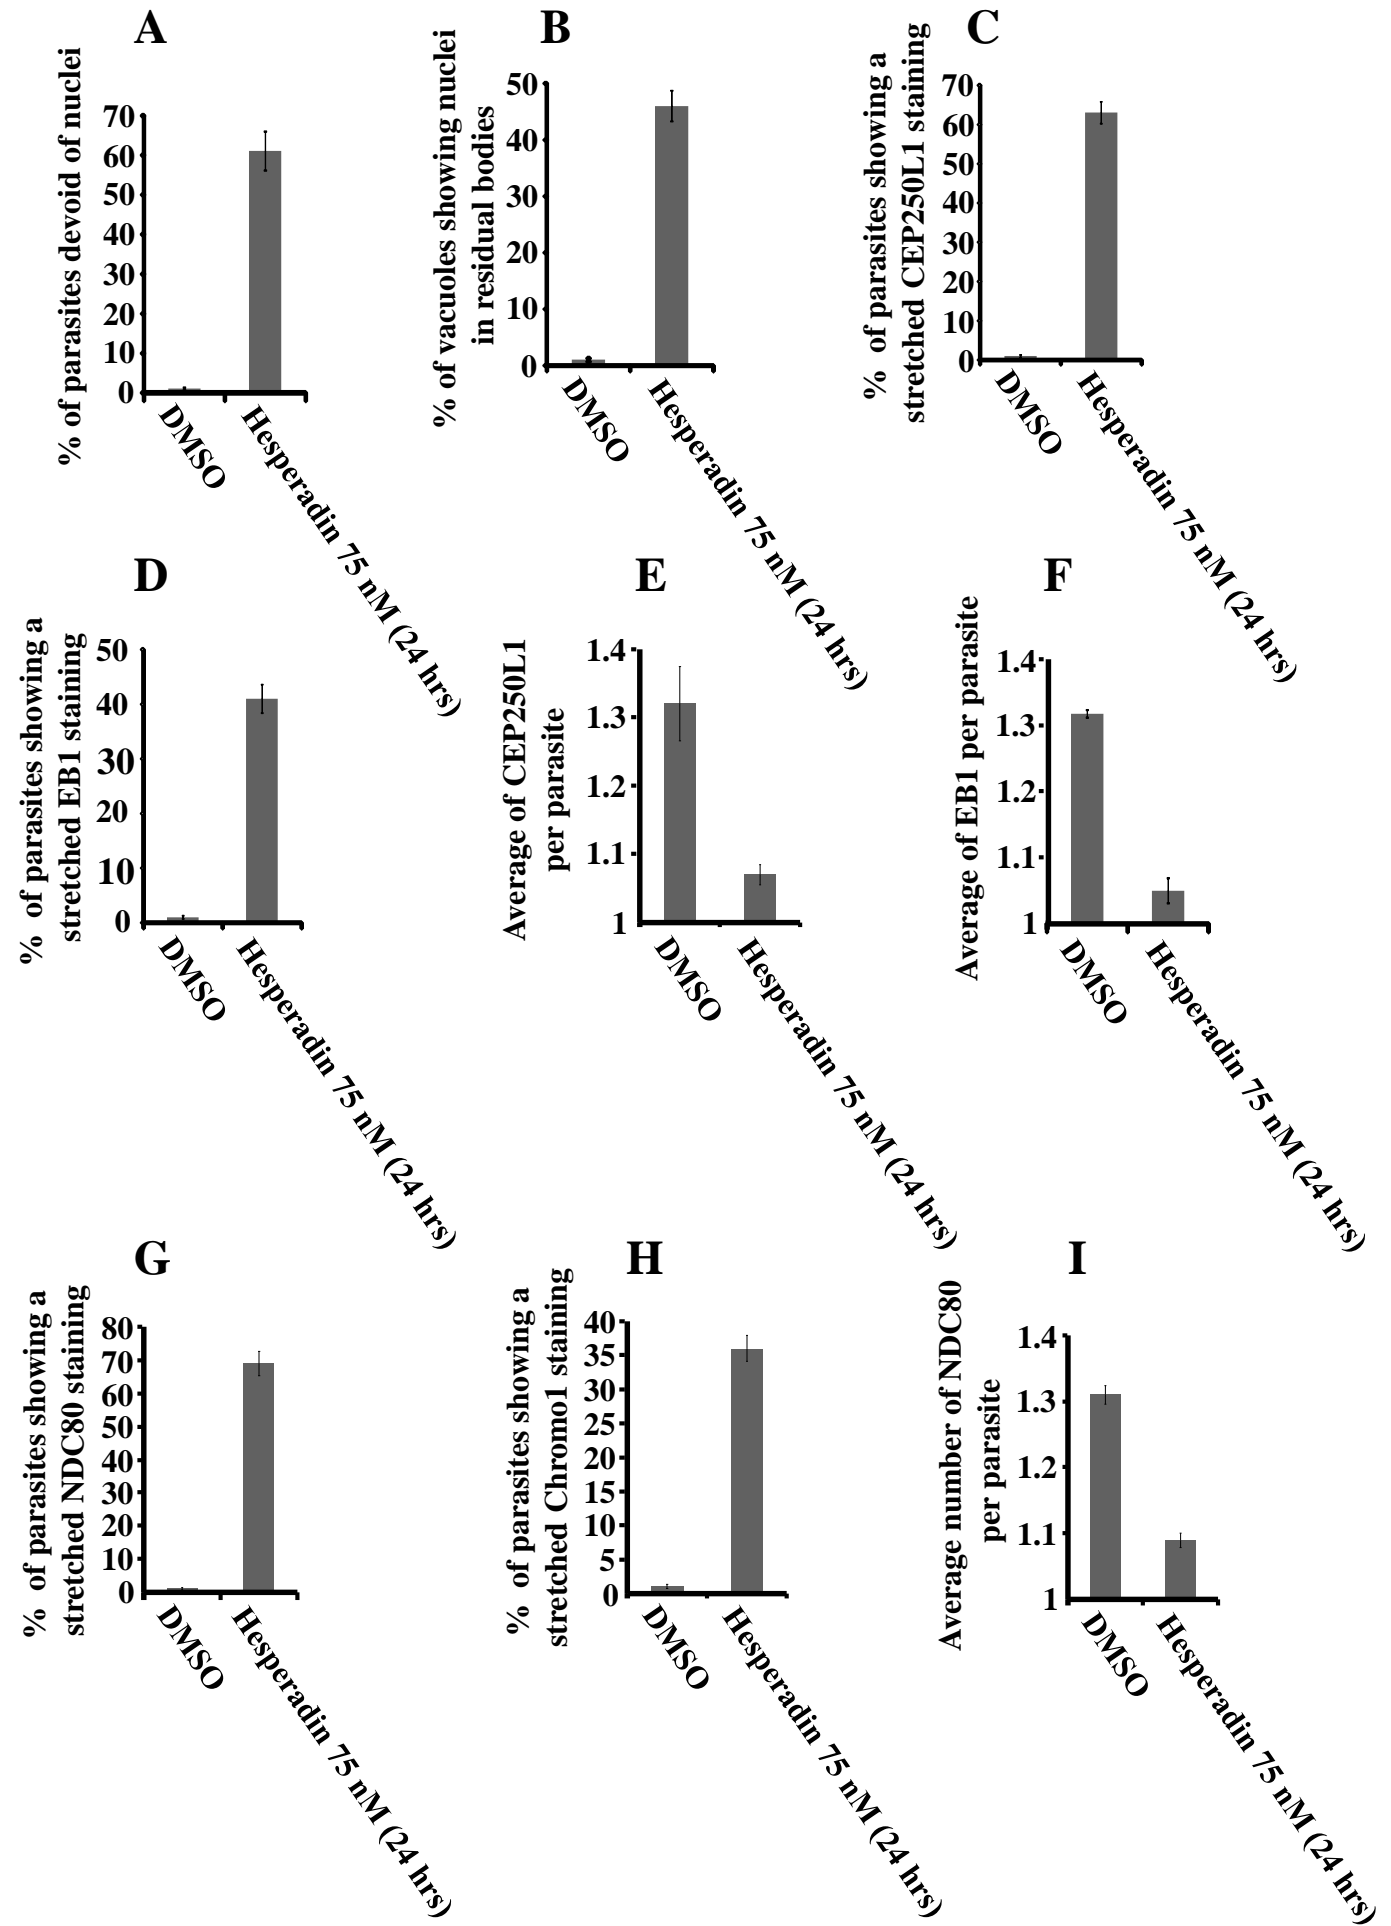 A
% of parasites devoid of nuclei
70
60
50
40
30
20
10
0
DMSO
Hesperadin 75 nM (24 hrs)
B
% of vacuoles showing nuclei
in residual bodies
50
40
30
20
10
0
DMSO
Hesperadin 75 nM (24 hrs)
C
% of parasites showing a
stretched CEP250L1 staining
70
60
50
40
30
20
10
0
DMSO
Hesperadin 75 nM (24 hrs)
D
% of parasites showing a
stretched EB1 staining
50
40
30
20
10
0
DMSO
Hesperadin 75 nM (24 hrs)
E
Average of CEP250L1
per parasite
1.4
1.3
1.2
1.1
1
DMSO
Hesperadin 75 nM (24 hrs)
F
Average of EB1 per parasite
1.4
1.3
1.2
1.1
1
DMSO
Hesperadin 75 nM (24 hrs)
G
% of parasites showing a
stretched NDC80 staining
80
70
60
50
40
30
20
10
0
DMSO
Hesperadin 75 nM (24 hrs)
H
% of parasites showing a
stretched Chromo1 staining
40
35
30
25
20
15
10
5
0
DMSO
Hesperadin 75 nM (24 hrs)
I
Average number of NDC80
per parasite
1.4
1.3
1.2
1.1
1
DMSO
Hesperadin 75 nM (24 hrs)